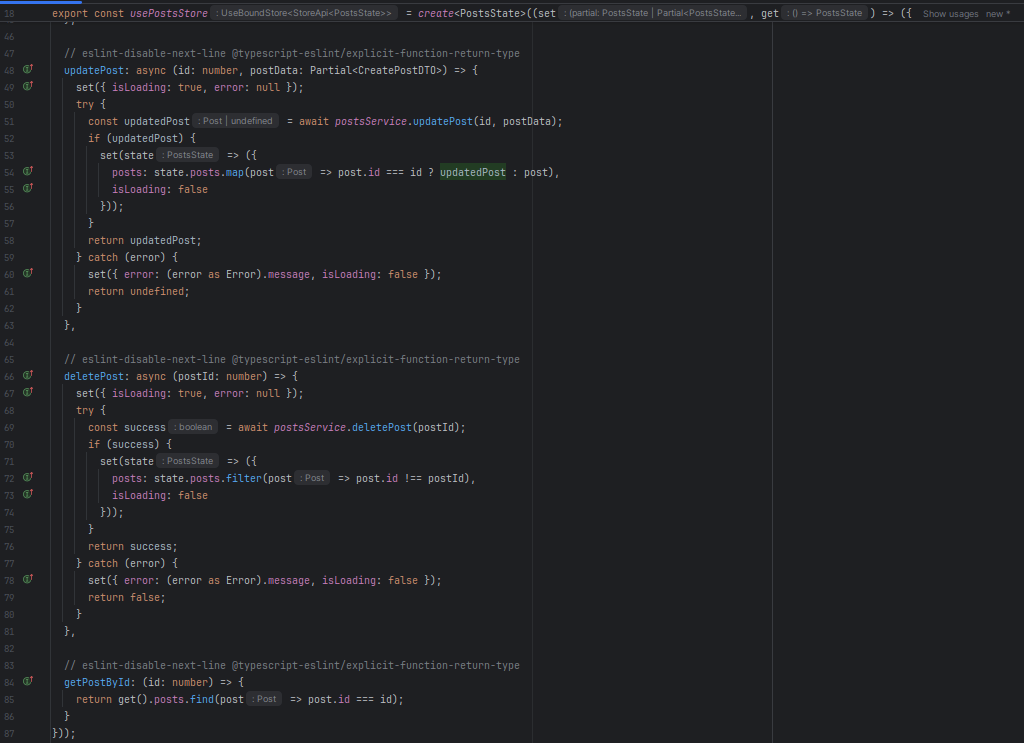 18 export const usePostsStore : UseBoundStore<StoreApi<PostsState>> = create<PostsState>((set : (partial: PostsState | Partial<PostsState… , get : () => PostsState ) => ({ Show usages new *
46
47 // eslint-disable-next-line @typescript-eslint/explicit-function-return-type
48 updatePost: async (id: number, postData: Partial<CreatePostDTO>) => {
49 set({ isLoading: true, error: null });
50 try {
51 const updatedPost : Post | undefined = await postsService.updatePost(id, postData);
52 if (updatedPost) {
53 set(state : PostsState => ({
54 posts: state.posts.map(post : Post => post.id === id ? updatedPost : post),
55 isLoading: false
56 }));
57 }
58 return updatedPost;
59 } catch (error) {
60 set({ error: (error as Error).message, isLoading: false });
61 return undefined;
62 }
63 },
64
65 // eslint-disable-next-line @typescript-eslint/explicit-function-return-type
66 deletePost: async (postId: number) => {
67 set({ isLoading: true, error: null });
68 try {
69 const success : boolean = await postsService.deletePost(postId);
70 if (success) {
71 set(state : PostsState => ({
72 posts: state.posts.filter(post : Post => post.id !== postId),
73 isLoading: false
74 }));
75 }
76 return success;
77 } catch (error) {
78 set({ error: (error as Error).message, isLoading: false });
79 return false;
80 }
81 },
82
83 // eslint-disable-next-line @typescript-eslint/explicit-function-return-type
84 getPostById: (id: number) => {
85 return get().posts.find(post : Post => post.id === id);
86 }
87 }));